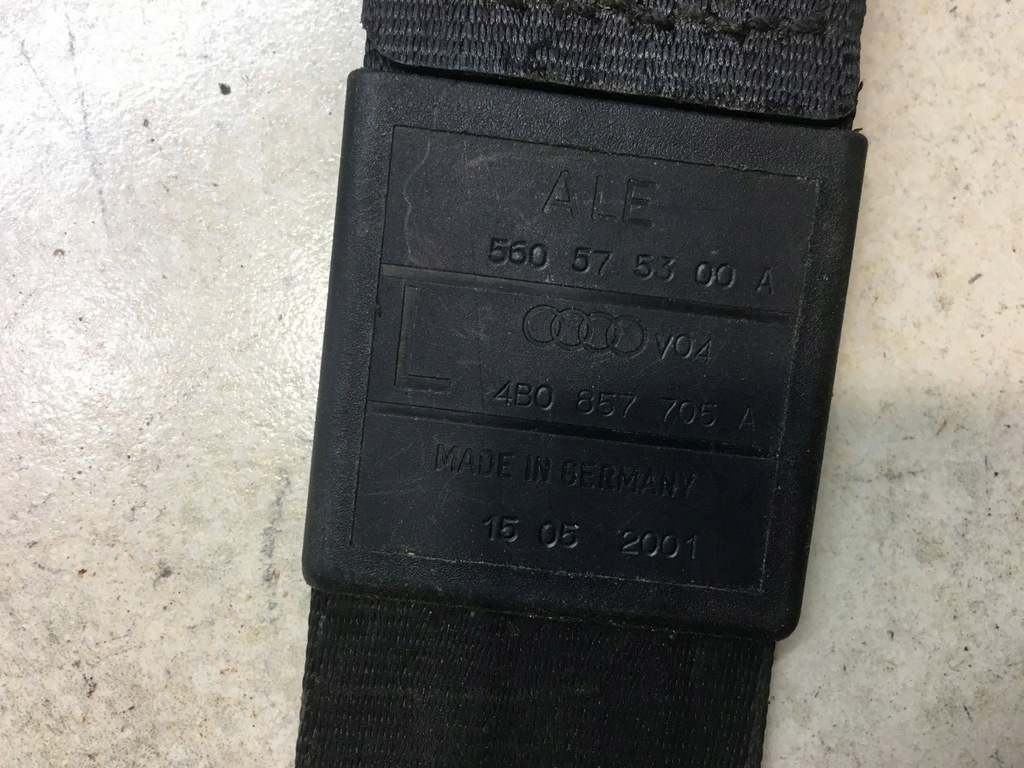 ALE
560 57 53 00 A
L V04
4B0 857 705 A
MADE IN GERMANY
15 05 2001